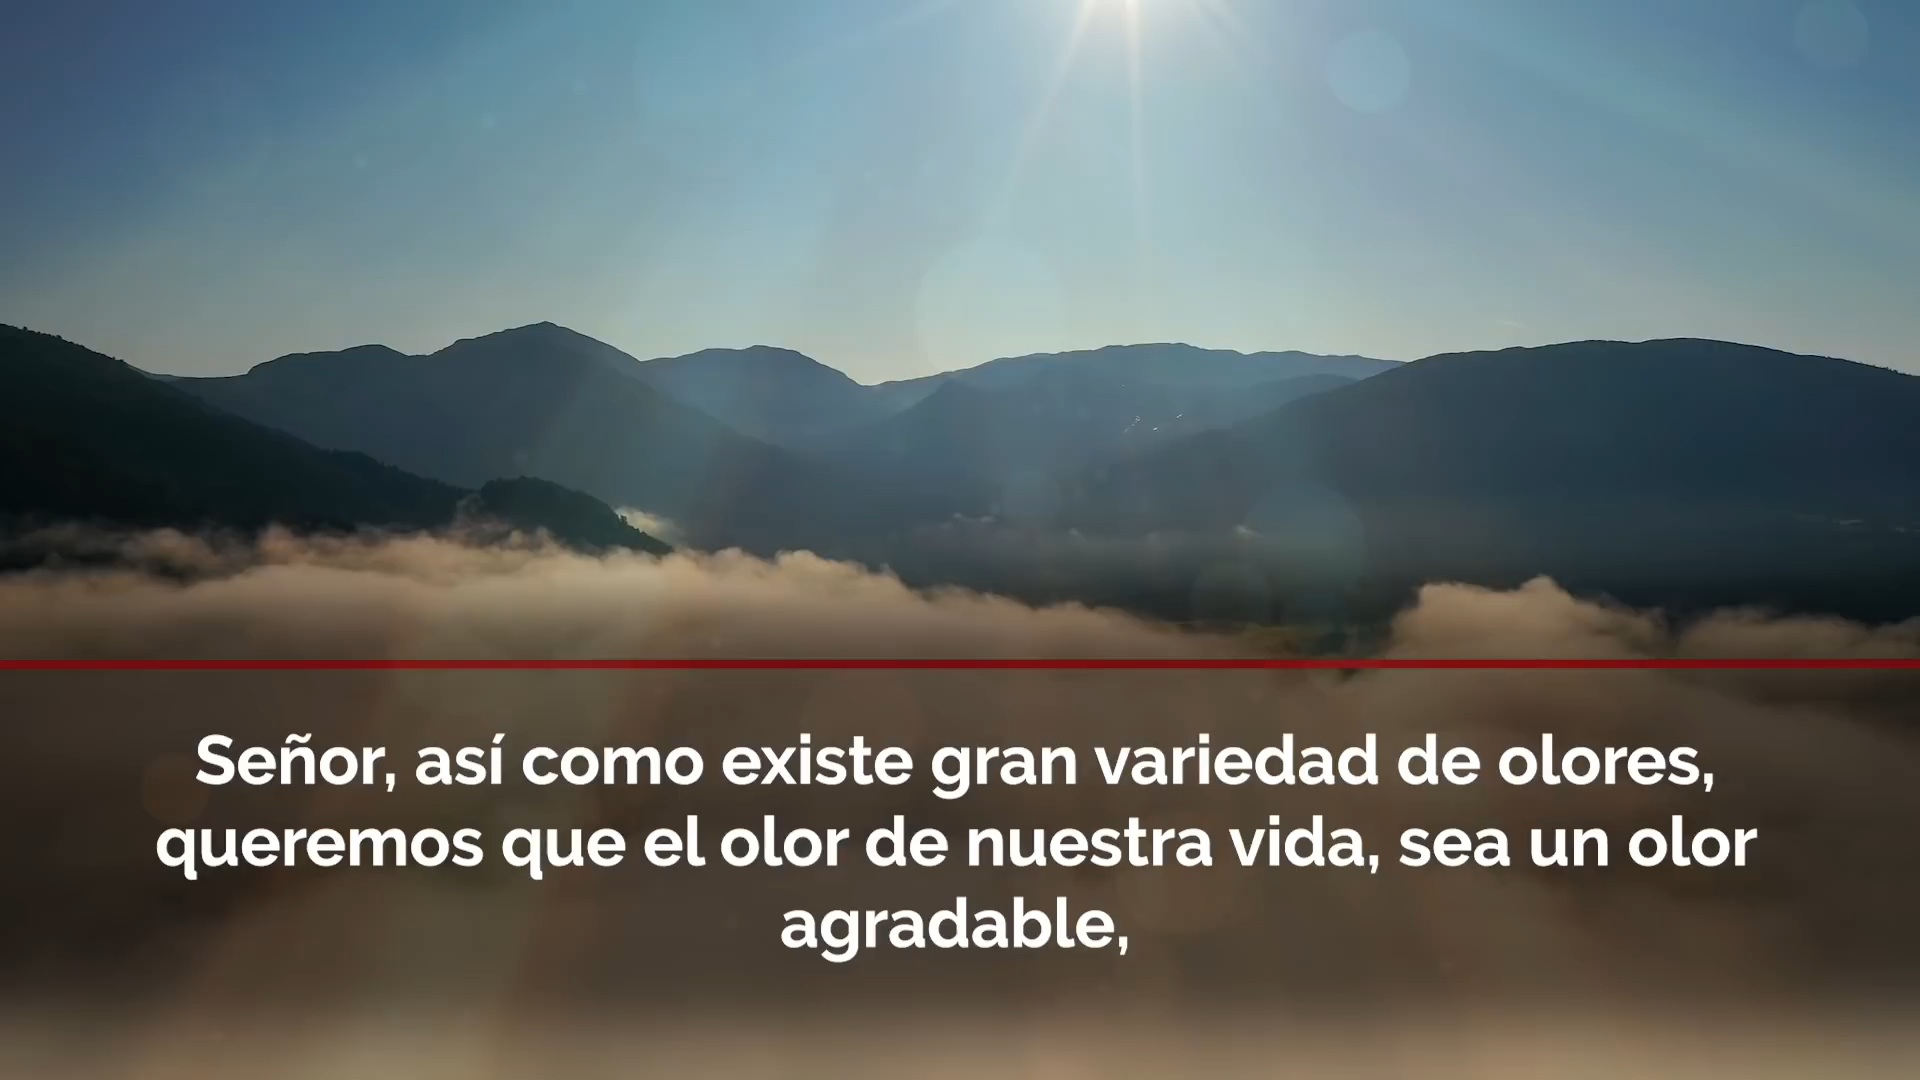 Señor, así como existe gran variedad de olores,
queremos que el olor de nuestra vida, sea un olor
agradable,